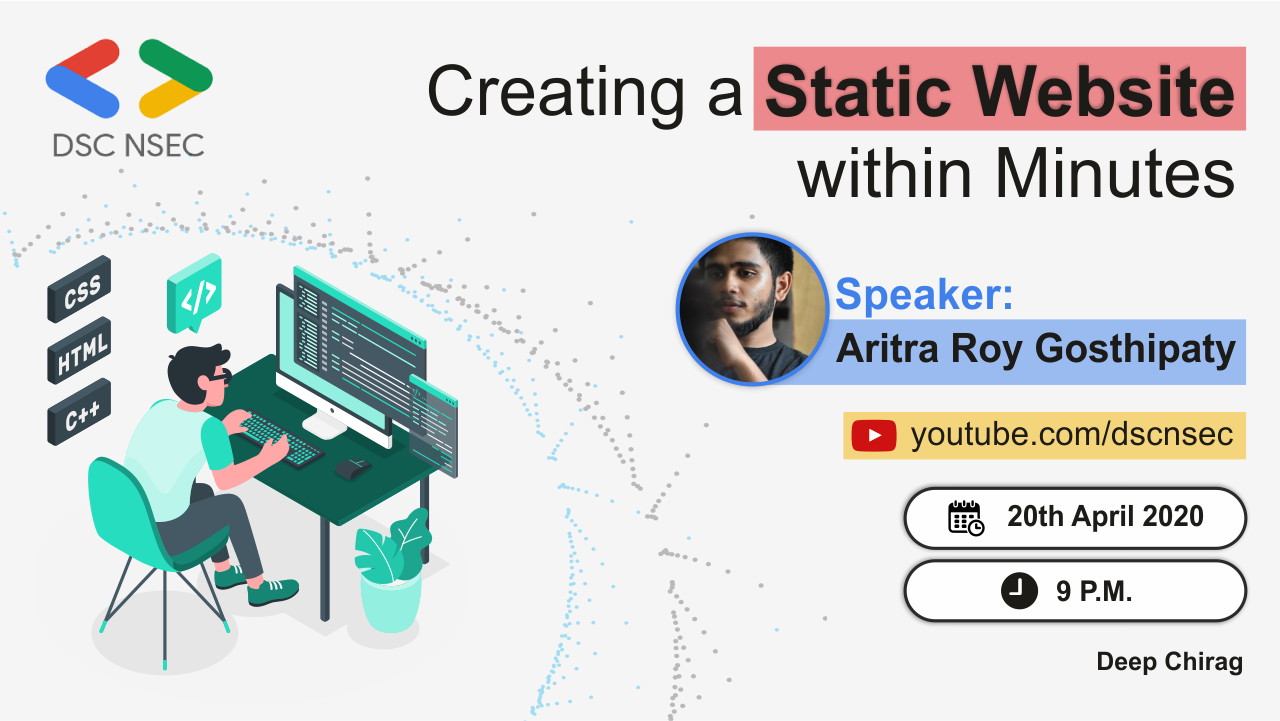 DSC NSEC
Creating a Static Website
within Minutes
Speaker:
Aritra Roy Gosthipaty
youtube.com/dscnsec
20th April 2020
9 P.M.
Deep Chirag
CSS
</>
HTML
C++